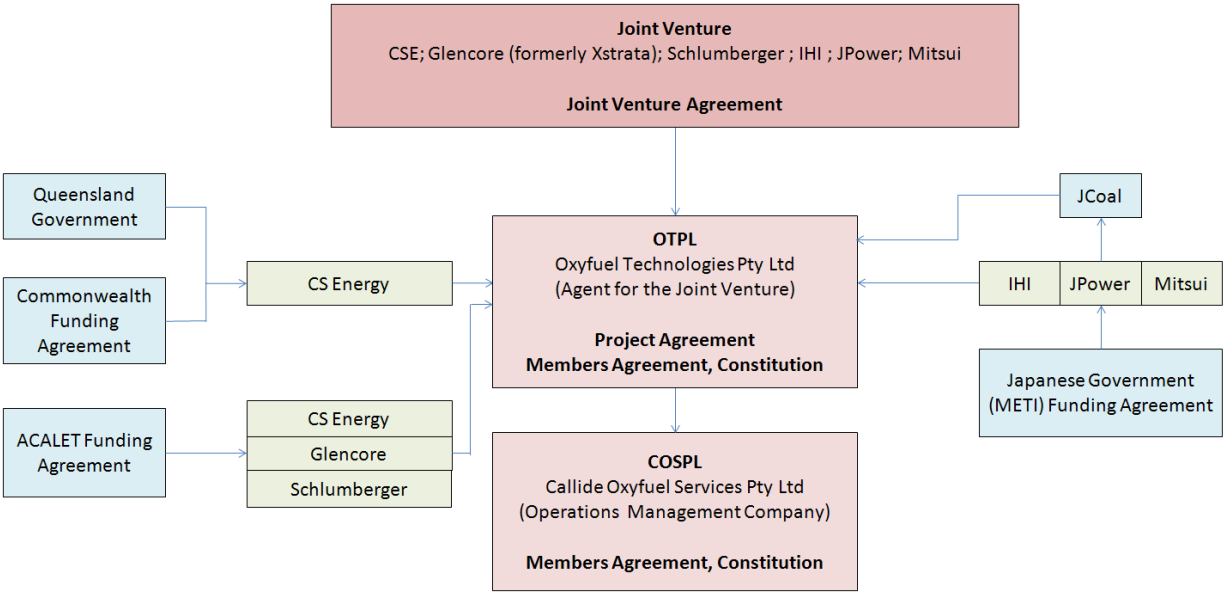 Joint Venture
CSE; Glencore (formerly Xstrata); Schlumberger ; IHI ; JPower; Mitsui
Joint Venture Agreement
Queensland
Government
Commonwealth
Funding
Agreement
ACALET Funding
Agreement
CS Energy
CS Energy
Glencore
Schlumberger
OTPL
Oxyfuel Technologies Pty Ltd
(Agent for the Joint Venture)
Project Agreement
Members Agreement, Constitution
COSPL
Callide Oxyfuel Services Pty Ltd
(Operations Management Company)
Members Agreement, Constitution
JCoal
IHI
JPower
Mitsui
Japanese Government
(METI) Funding Agreement